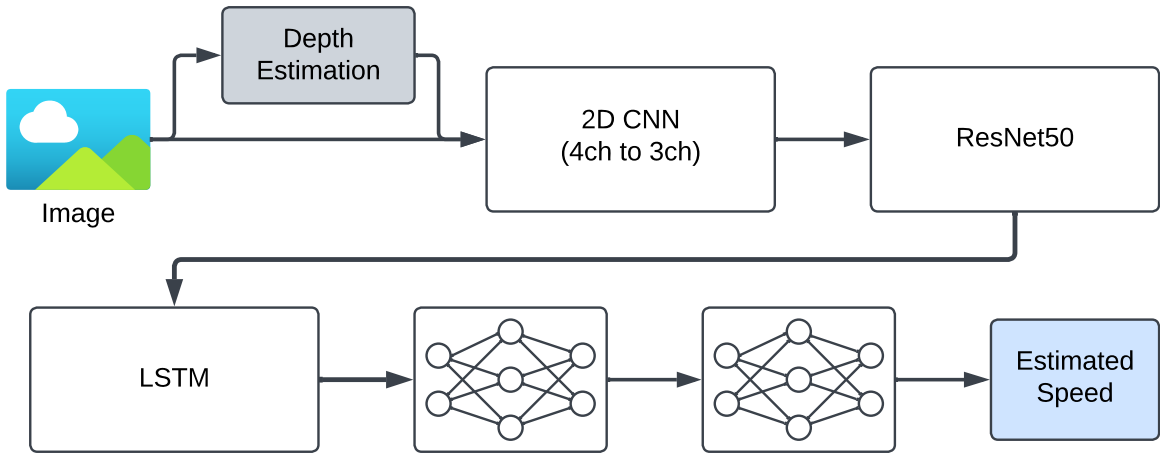 Depth
Estimation
Image
2D CNN
(4ch to 3ch)
ResNet50
LSTM
Estimated
Speed